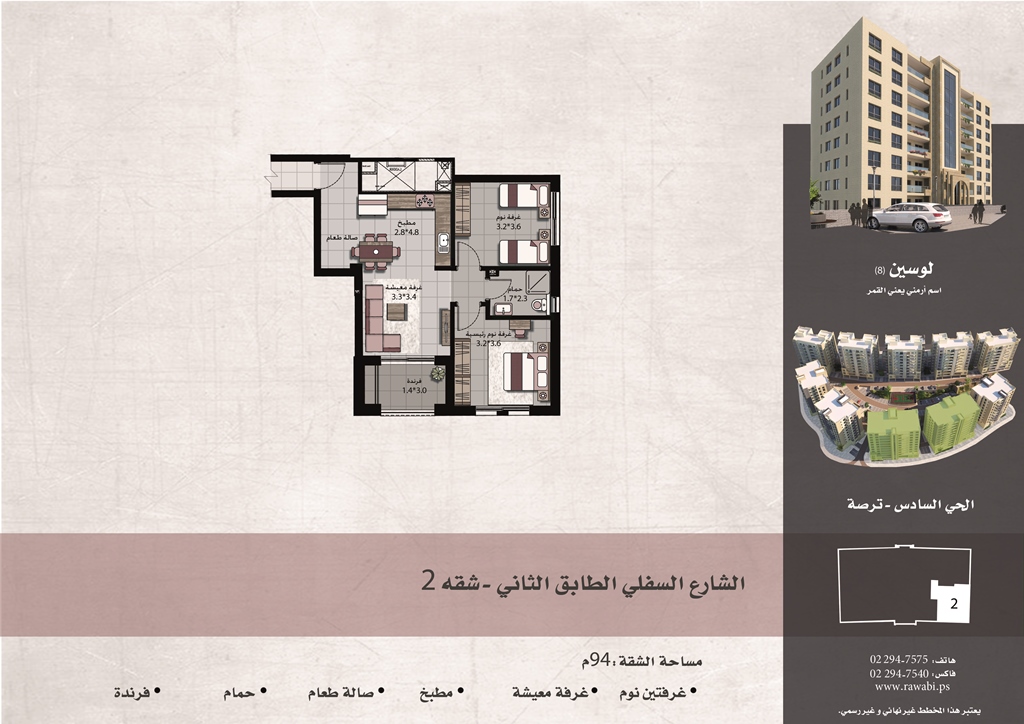 غرفة نوم
3.2*3.6
مطبخ
2.8*4.8
صالة طعام
غرفة معيشة
3.3*3.4
حمام
1.7*2.3
غرفة نوم رئيسية
3.2*3.6
فرندة
1.4*3.0
لوسين (8)
اسم أرمني يعني القمر
الحي السادس - ترصة
الشارع السفلي الطابق الثاني - شقه 2
2
مساحة الشقة : 94م
• غرفتين نوم • غرفة معيشة • مطبخ • صالة طعام • حمام • فرندة
هاتف: 02 294-7575
فاكس: 02 294-7540
www.rawabi.ps
يعتبر هذا المخطط غير نهائي و غير رسمي.